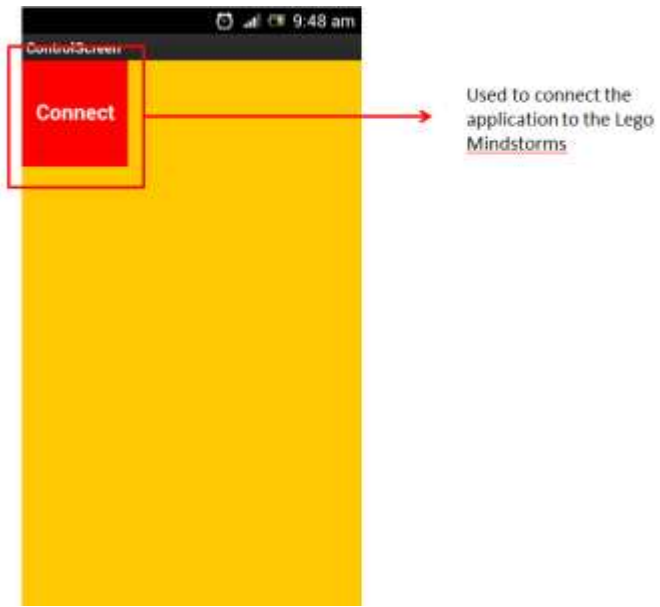 9:48 am
ControlScreen
Connect
Used to connect the
application to the Lego
Mindstorms